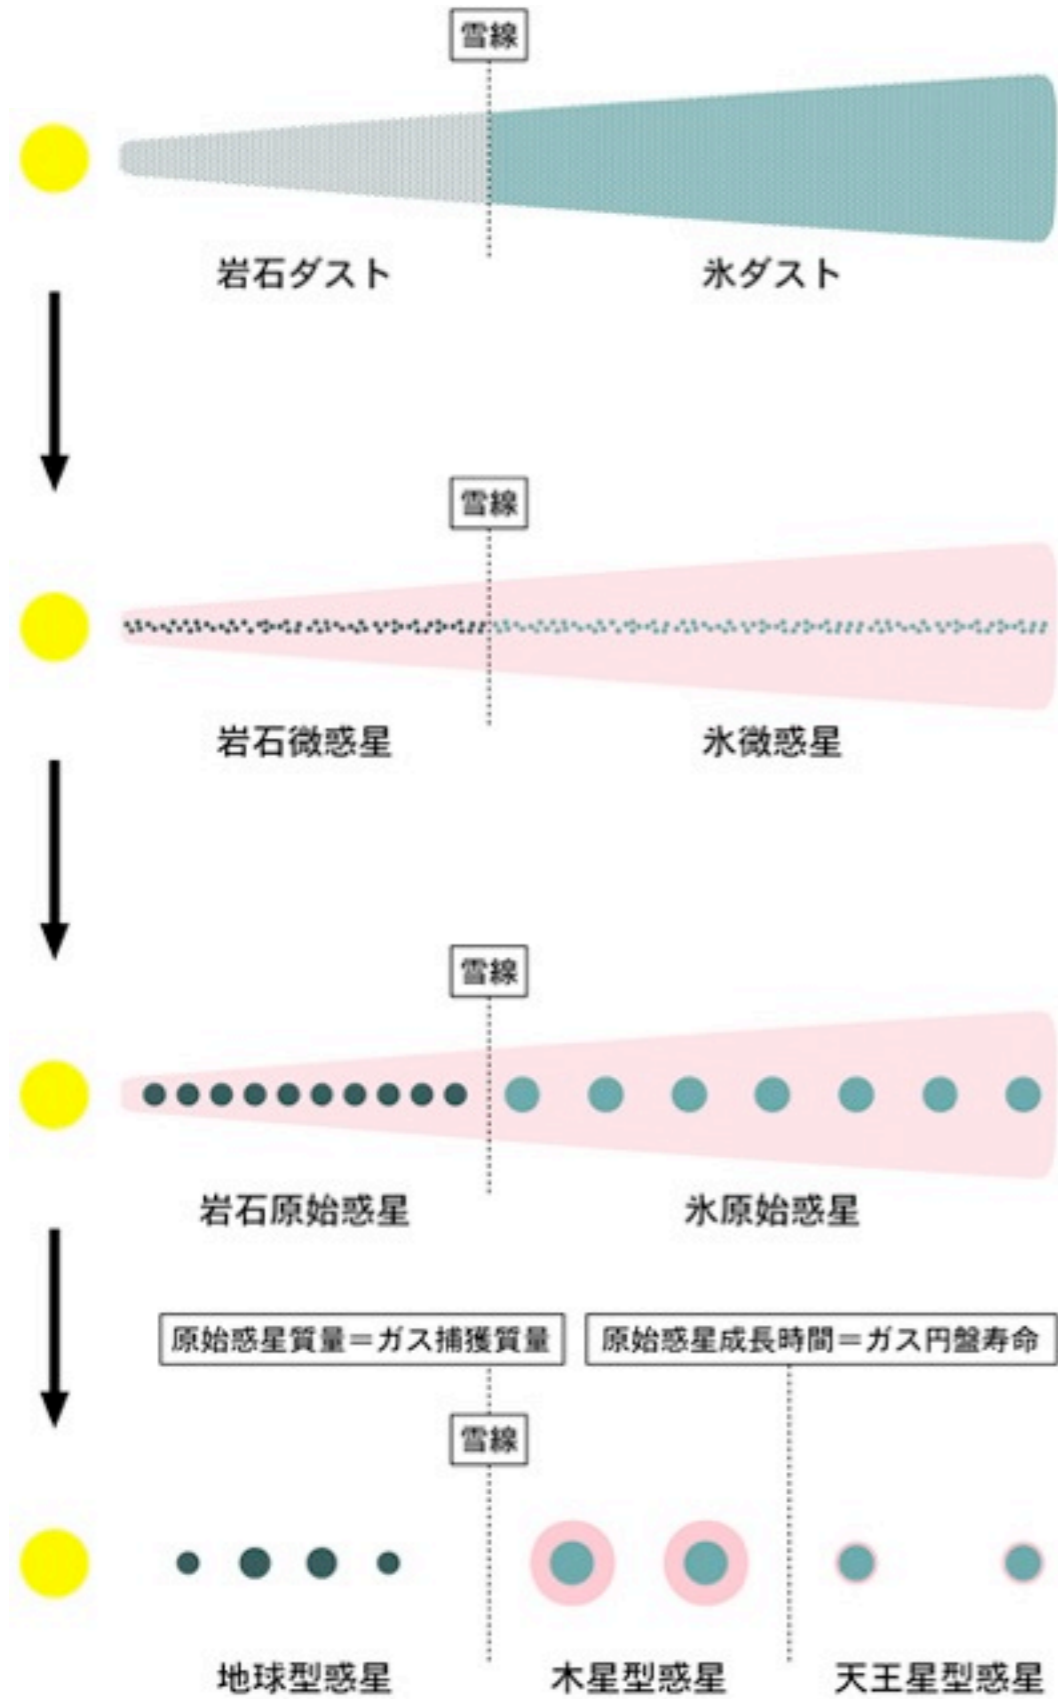 雪線
岩石ダスト
氷ダスト
雪線
岩石微惑星
氷微惑星
雪線
岩石原始惑星
氷原始惑星
原始惑星質量＝ガス捕獲質量
原始惑星成長時間＝ガス円盤寿命
雪線
地球型惑星
木星型惑星
天王星型惑星